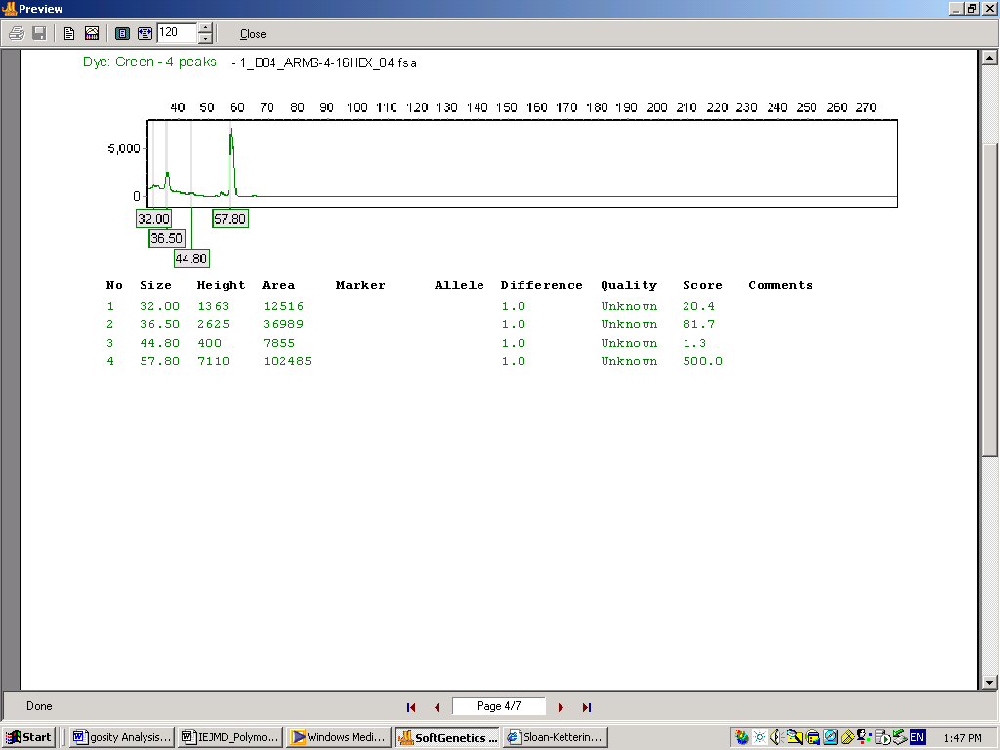 Preview
120 Close
Dye: Green - 4 peaks - 1_B04_ARMS-4-16HEX_04.fsa
40 50 60 70 80 90 100 110 120 130 140 150 160 170 180 190 200 210 220 230 240 250 260 270
5,000
0
32.00 57.80
36.50
44.80
No Size Height Area Marker Allele Difference Quality Score Comments
1 32.00 1363 12516 1.0 Unknown 20.4
2 36.50 2625 36989 1.0 Unknown 81.7
3 44.80 400 7855 1.0 Unknown 1.3
4 57.80 7110 102485 1.0 Unknown 500.0
Done Page 4/7
Start gosity Analysis... IEJMD_Polymo... Windows Medi... SoftGenetics ... Sloan-Ketterin... EN 1:47 PM